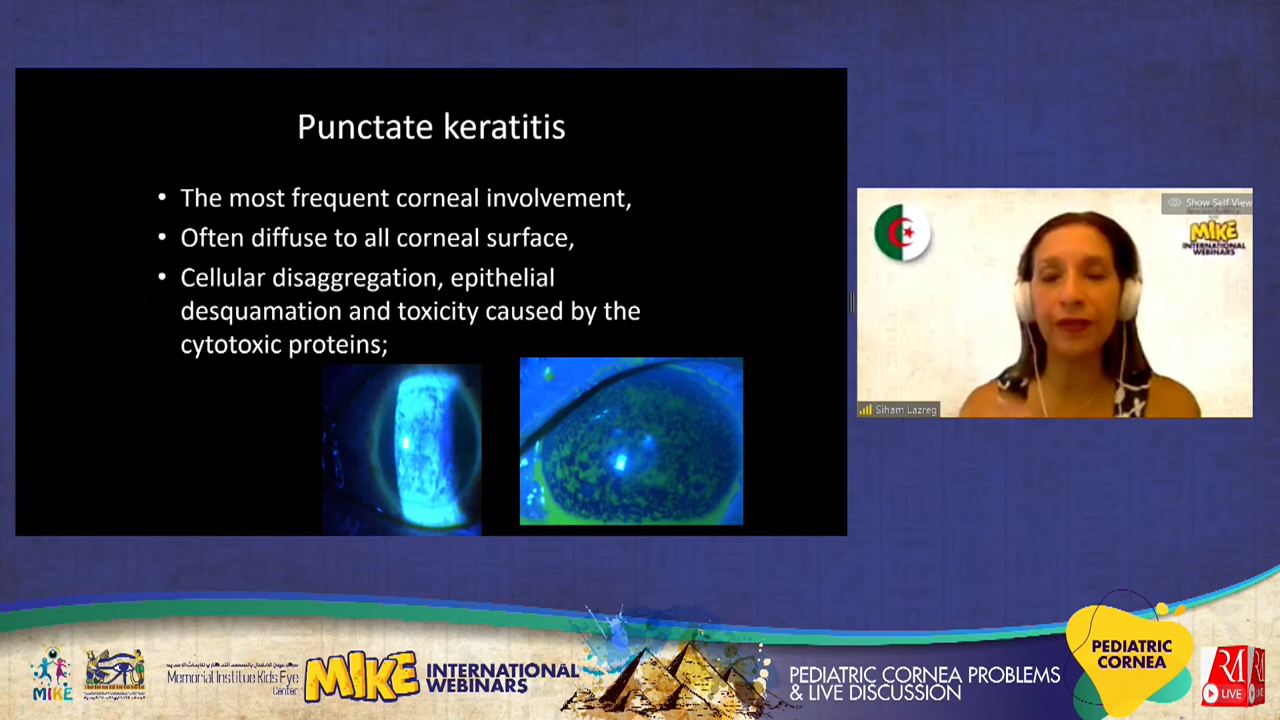 Punctate keratitis
• The most frequent corneal involvement,
• Often diffuse to all corneal surface,
• Cellular disaggregation, epithelial
desquamation and toxicity caused by the
cytotoxic proteins;
Show Self-View
MIKE
INTERNATIONAL
WEBINARS
Siham Lazreg
MIKE
Memorial Institue Kids Eye
Center
MIKE
INTERNATIONAL
WEBINARS
PEDIATRIC CORNEA PROBLEMS
& LIVE DISCUSSION
PEDIATRIC
CORNEA
LIVE